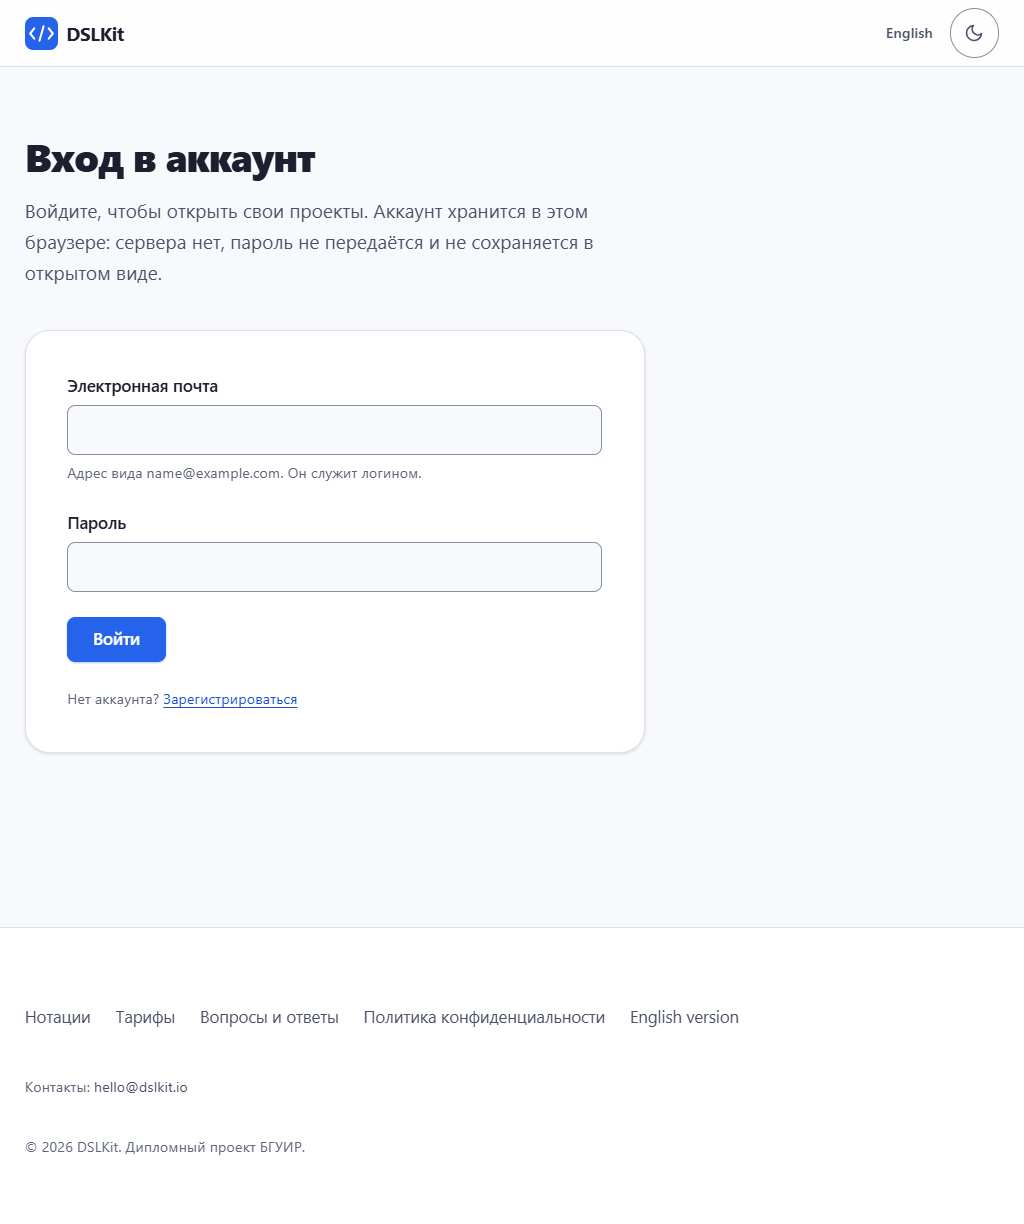 DSLKit
English
Вход в аккаунт
Войдите, чтобы открыть свои проекты. Аккаунт хранится в этом
браузере: сервера нет, пароль не передаётся и не сохраняется в
открытом виде.
Электронная почта
Адрес вида name@example.com. Он служит логином.
Пароль
Войти
Нет аккаунта? Зарегистрироваться
Нотации Тарифы Вопросы и ответы Политика конфиденциальности English version
Контакты: hello@dslkit.io
© 2026 DSLKit. Дипломный проект БГУИР.